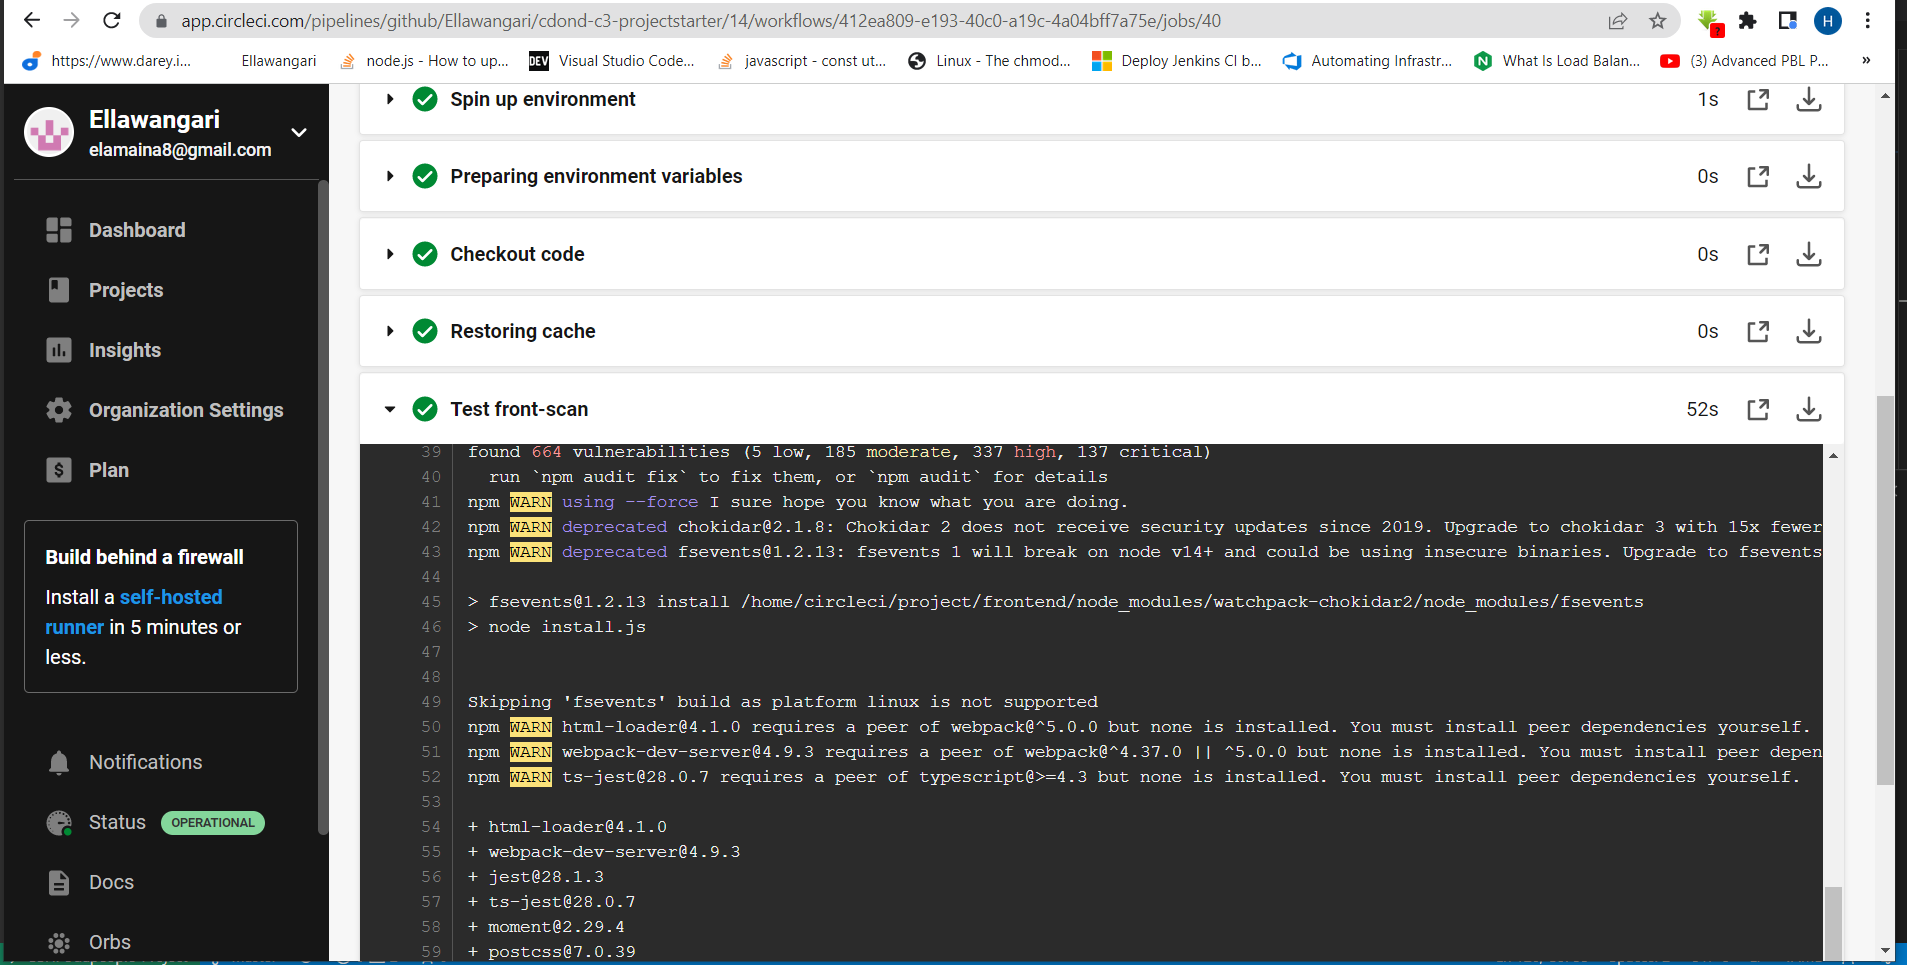 app.circleci.com/pipelines/github/Ellawangari/cdond-c3-projectstarter/14/workflows/412ea809-e193-40c0-a19c-4a04bff7a75e/jobs/40
?
H
https://www.darey.i...
Ellawangari
node.js - How to up...
DEV
Visual Studio Code...
javascript - const ut...
Linux - The chmod...
Deploy Jenkins CI b...
Automating Infrastr...
N
What Is Load Balan...
(3) Advanced PBL P...
»
Ellawangari
elamaina8@gmail.com
Dashboard
Projects
Insights
Organization Settings
Plan
Build behind a firewall
Install a self-hosted
runner in 5 minutes or
less.
Notifications
Status OPERATIONAL
Docs
Orbs
Spin up environment 1s
Preparing environment variables 0s
Checkout code 0s
Restoring cache 0s
Test front-scan 52s
39 found 664 vulnerabilities (5 low, 185 moderate, 337 high, 137 critical)
40 run `npm audit fix` to fix them, or `npm audit` for details
41 npm WARN using --force I sure hope you know what you are doing.
42 npm WARN deprecated chokidar@2.1.8: Chokidar 2 does not receive security updates since 2019. Upgrade to chokidar 3 with 15x fewer
43 npm WARN deprecated fsevents@1.2.13: fsevents 1 will break on node v14+ and could be using insecure binaries. Upgrade to fsevents
44
45 > fsevents@1.2.13 install /home/circleci/project/frontend/node_modules/watchpack-chokidar2/node_modules/fsevents
46 > node install.js
47
48
49 Skipping 'fsevents' build as platform linux is not supported
50 npm WARN html-loader@4.1.0 requires a peer of webpack@^5.0.0 but none is installed. You must install peer dependencies yourself.
51 npm WARN webpack-dev-server@4.9.3 requires a peer of webpack@^4.37.0 || ^5.0.0 but none is installed. You must install peer depen
52 npm WARN ts-jest@28.0.7 requires a peer of typescript@>=4.3 but none is installed. You must install peer dependencies yourself.
53
54 + html-loader@4.1.0
55 + webpack-dev-server@4.9.3
56 + jest@28.1.3
57 + ts-jest@28.0.7
58 + moment@2.29.4
59 + postcss@7.0.39